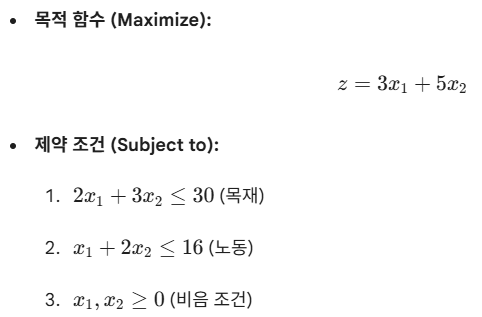 • 목적 함수 (Maximize):
z = 3x₁ + 5x₂
• 제약 조건 (Subject to):
1. 2x₁ + 3x₂ ≤ 30 (목재)
2. x₁ + 2x₂ ≤ 16 (노동)
3. x₁, x₂ ≥ 0 (비음 조건)